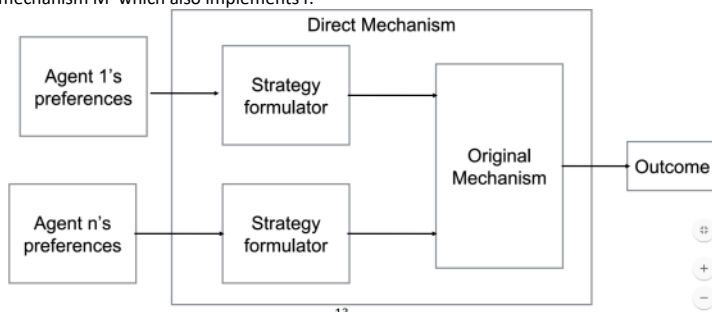 mechanism M' which also implements f.
Direct Mechanism
Agent 1's
preferences
Strategy
formulator
Original
Mechanism
Outcome
Agent n's
preferences
Strategy
formulator